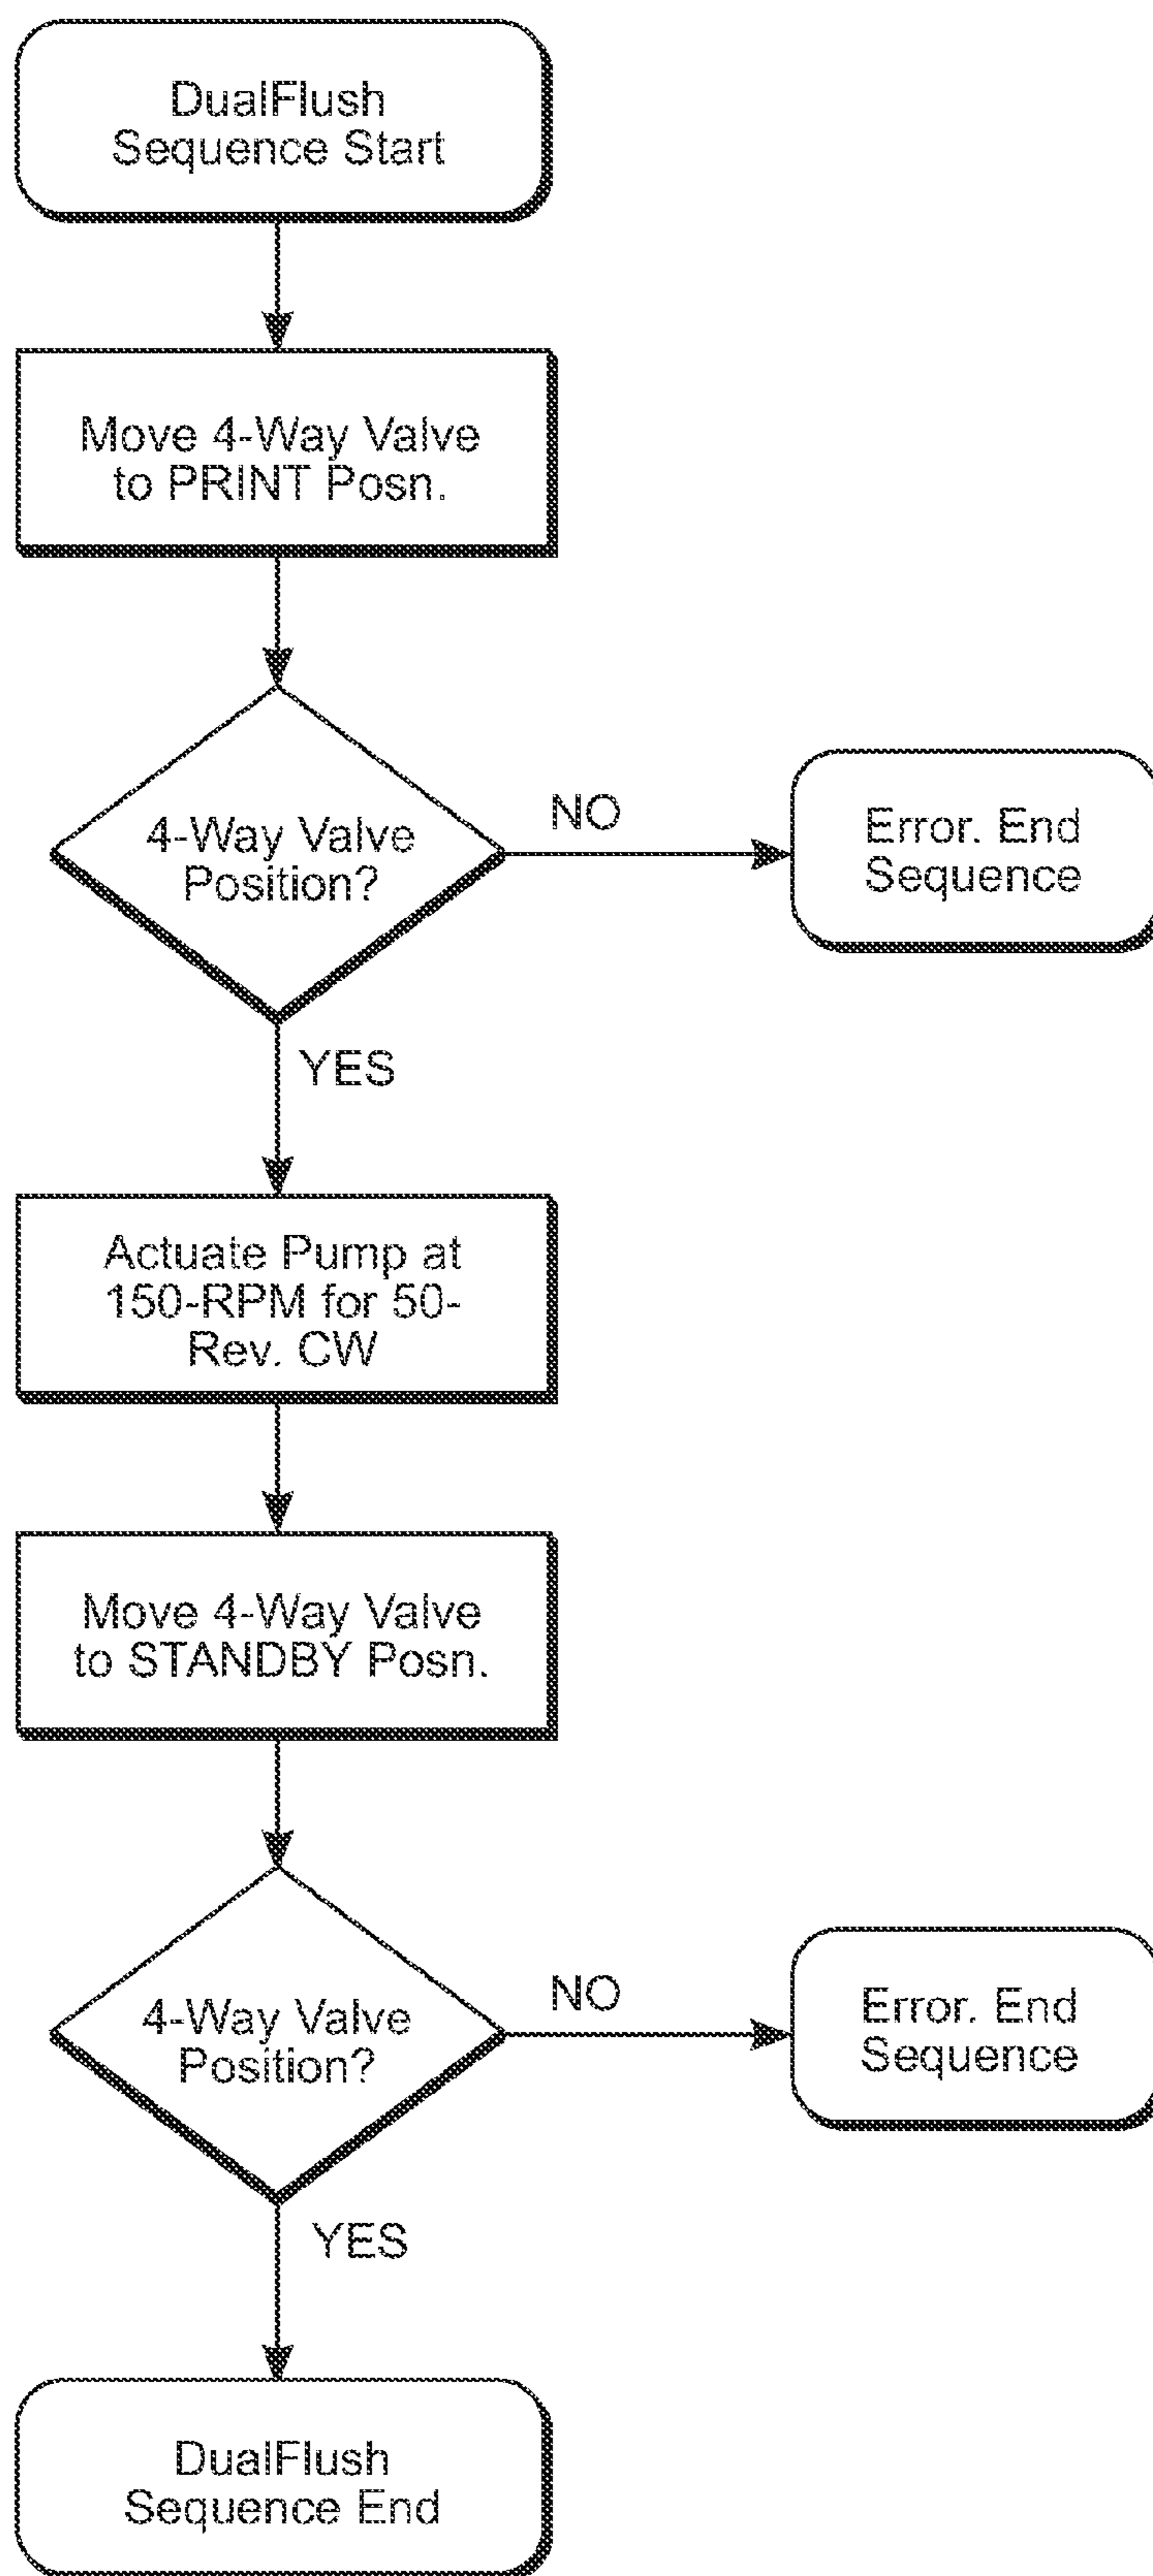 DualFlush
Sequence Start
Move 4-Way Valve
to PRINT Posn.
4-Way Valve
Position?
NO
Error. End
Sequence
YES
Actuate Pump at
150-RPM for 50-
Rev. CW
Move 4-Way Valve
to STANDBY Posn.
4-Way Valve
Position?
NO
Error. End
Sequence
YES
DualFlush
Sequence End